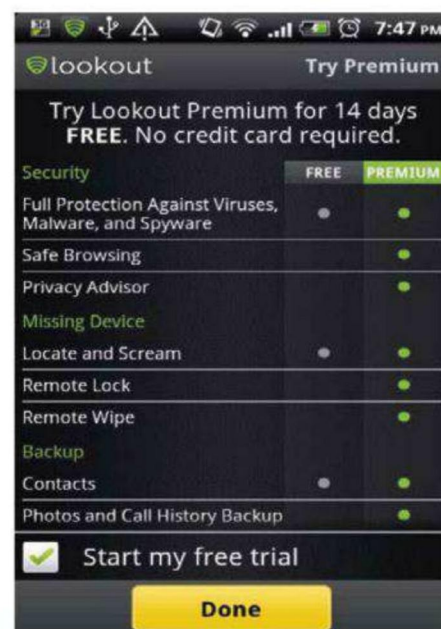 3G 7:47 PM
lookout Try Premium
Try Lookout Premium for 14 days
FREE. No credit card required.
Security FREE PREMIUM
Full Protection Against Viruses,
Malware, and Spyware
Safe Browsing
Privacy Advisor
Missing Device
Locate and Scream
Remote Lock
Remote Wipe
Backup
Contacts
Photos and Call History Backup
Start my free trial
Done